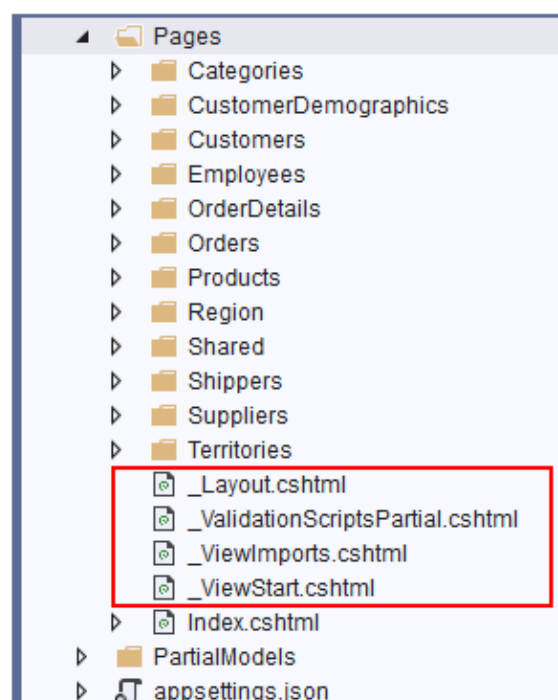 Pages
Categories
CustomerDemographics
Customers
Employees
OrderDetails
Orders
Products
Region
Shared
Shippers
Suppliers
Territories
_Layout.cshtml
_ValidationScriptsPartial.cshtml
_ViewImports.cshtml
_ViewStart.cshtml
Index.cshtml
PartialModels
appsettings.json